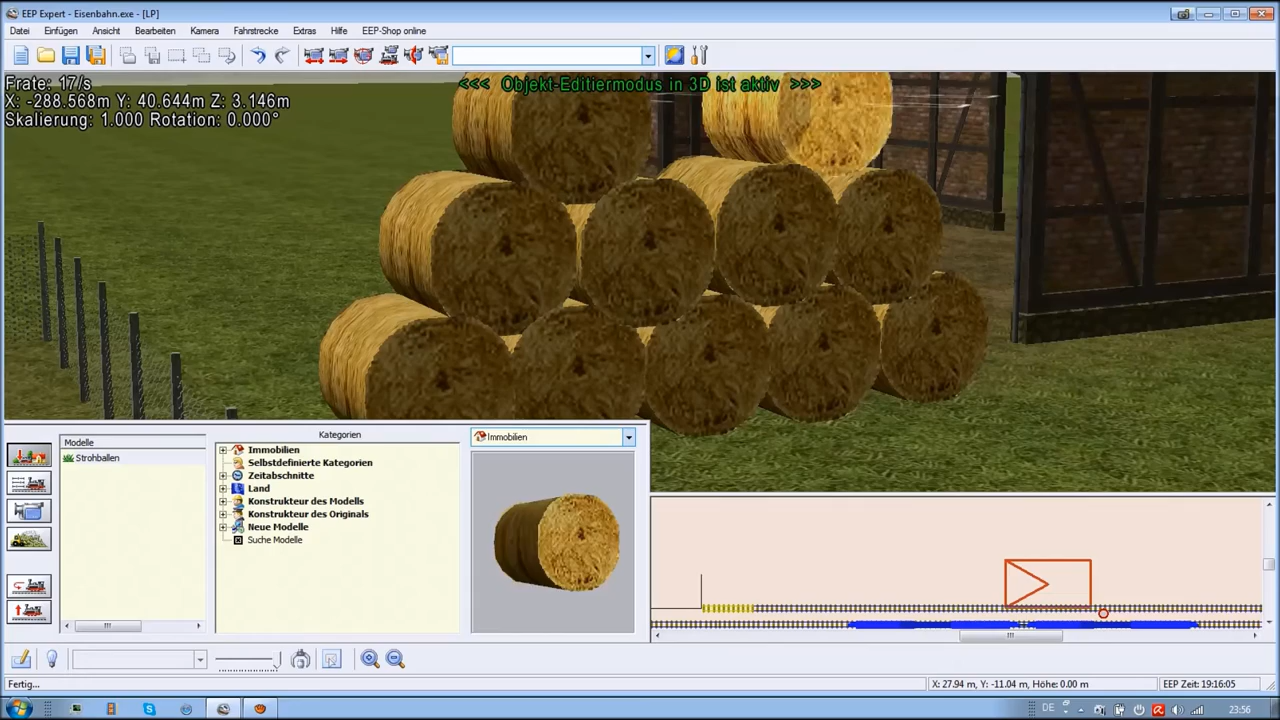 EEP Expert - Eisenbahn.exe - [LP]
Datei Einfügen Ansicht Bearbeiten Kamera Fahrstrecke Extras Hilfe EEP-Shop online
Frate: 17/s
<<< Objekt-Editiermodus in 3D ist aktiv >>>
X: -288.568m Y: 40.644m Z: 3.146m
Skalierung: 1.000 Rotation: 0.000°
Modelle
Strohballen
Kategorien
Immobilien
Selbstdefinierte Kategorien
Zeitabschnitte
Land
Konstrukteur des Modells
Konstrukteur des Originals
Neue Modelle
Suche Modelle
Immobilien
Fertig...
X: 27.94 m, Y: -11.04 m, Höhe: 0.00 m
EEP Zeit: 19:16:05
DE
23:56